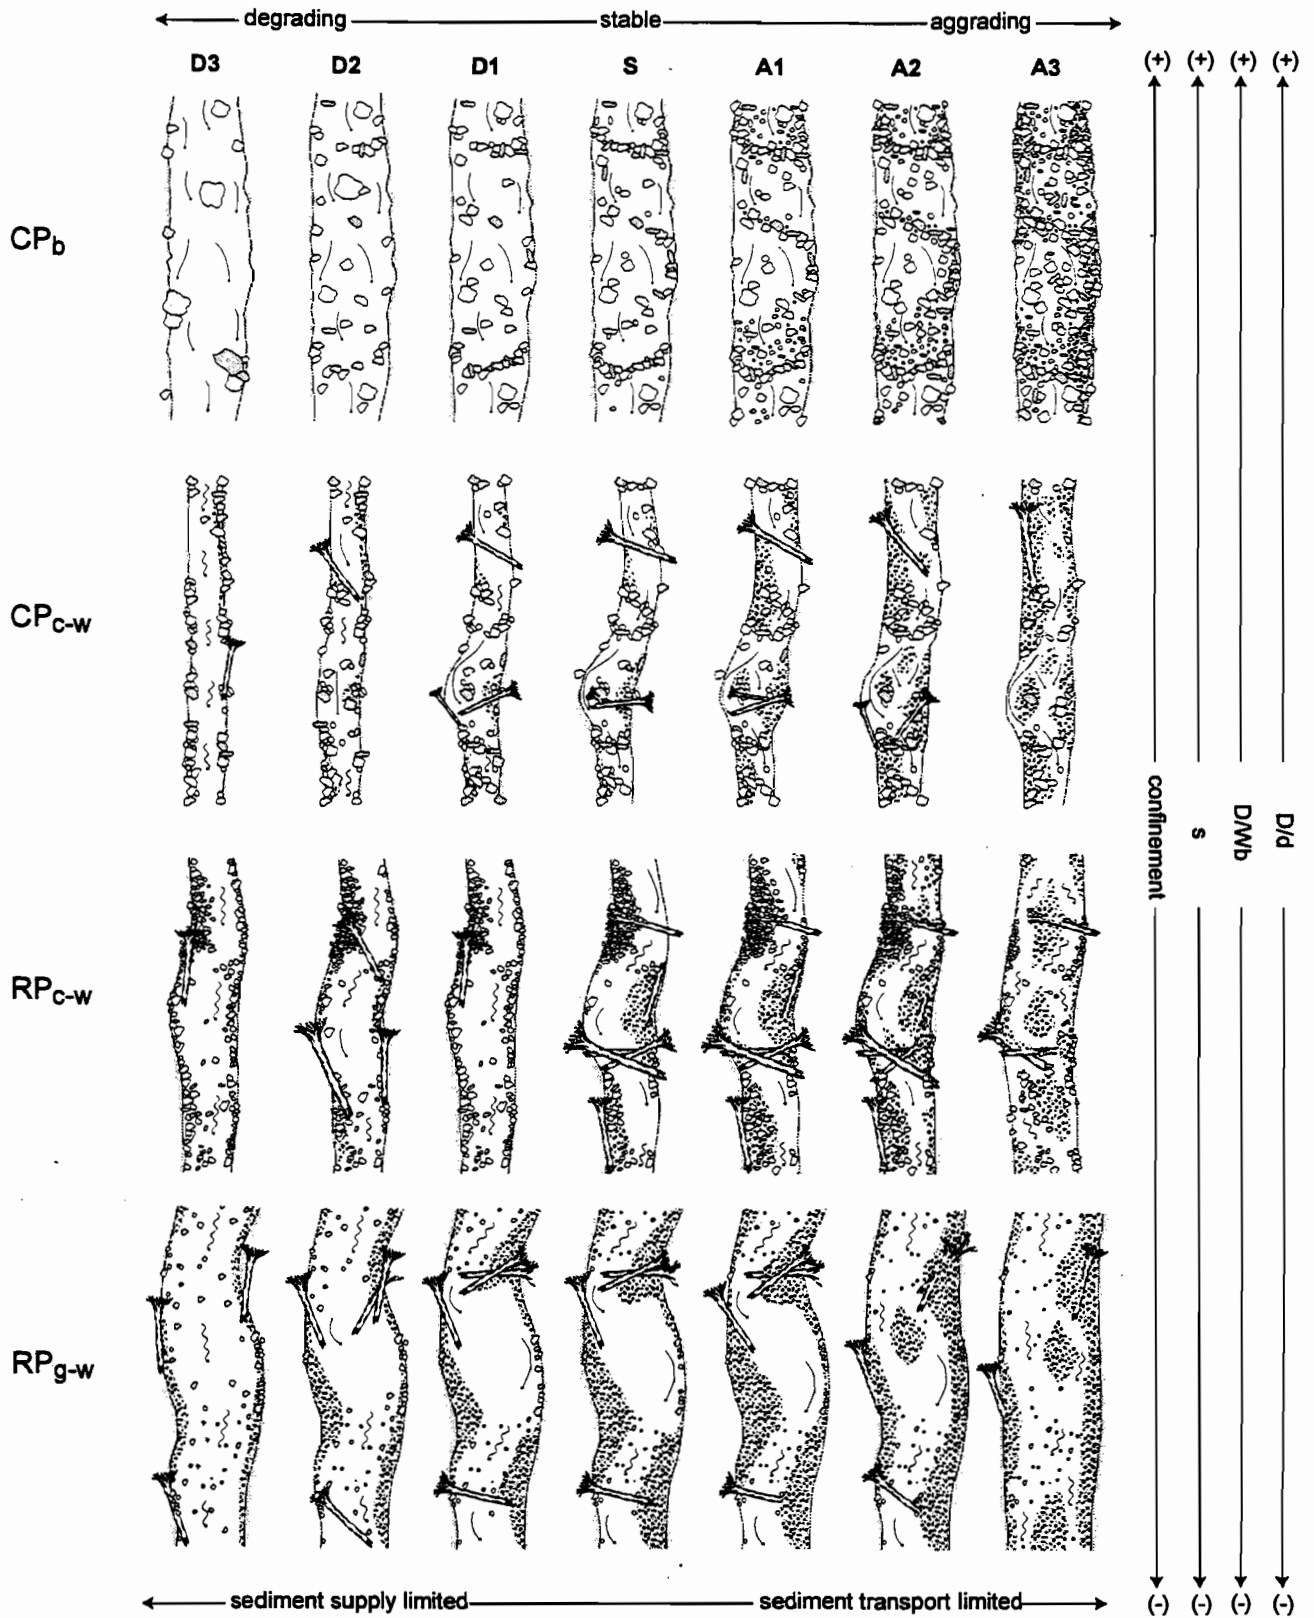 degrading stable aggrading
D3 D2 D1 S A1 A2 A3 (+) (+) (+) (+)
CPb
CPc-w
confinement
s
D/Wb
D/d
RPc-w
RPg-w
sediment supply limited sediment transport limited (-) (-) (-) (-)